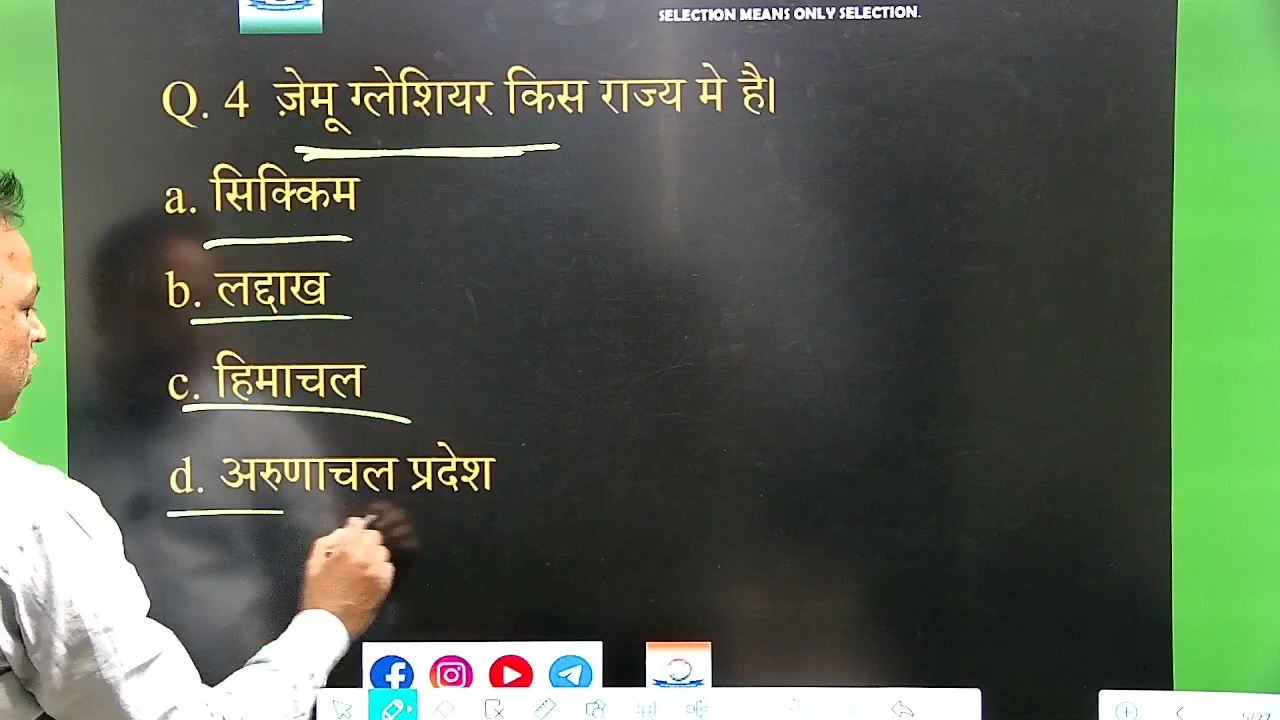 SELECTION MEANS ONLY SELECTION.
Q. 4 ज़ेमू ग्लेशियर किस राज्य मे है।
a. सिक्किम
b. लद्दाख
c. हिमाचल
d. अरुणाचल प्रदेश